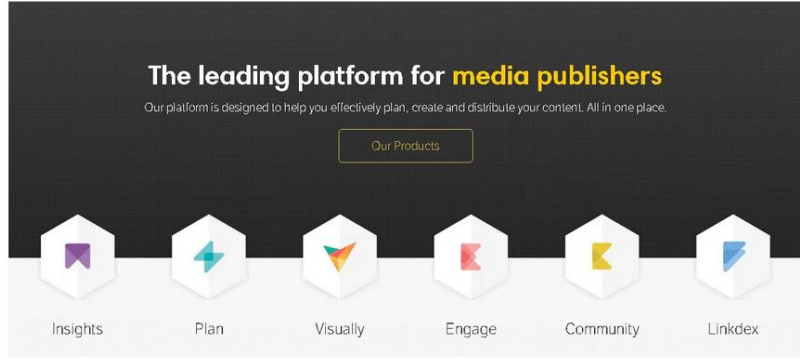 The leading platform for media publishers
Our platform is designed to help you effectively plan, create and distribute your content. All in one place.
Our Products
Insights
Plan
Visually
Engage
Community
Linkdex